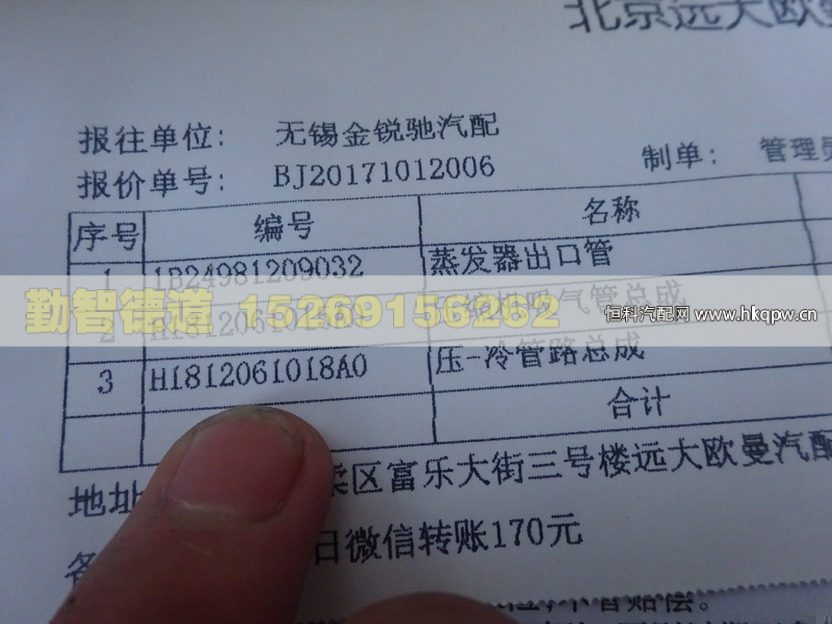 北京远大欧曼
报往单位： 无锡金锐驰汽配
报价单号： BJ20171012006 制单： 管理员
序号 编号 名称
1 1B24981209032 蒸发器出口管
2 气管总成
勤智德道 15269156262 恒科汽配网 www.hkqpw.cn
3 H1812061018A0 压-冷管路总成
合计
地址 区富乐大街三号楼远大欧曼汽配
日微信转账170元